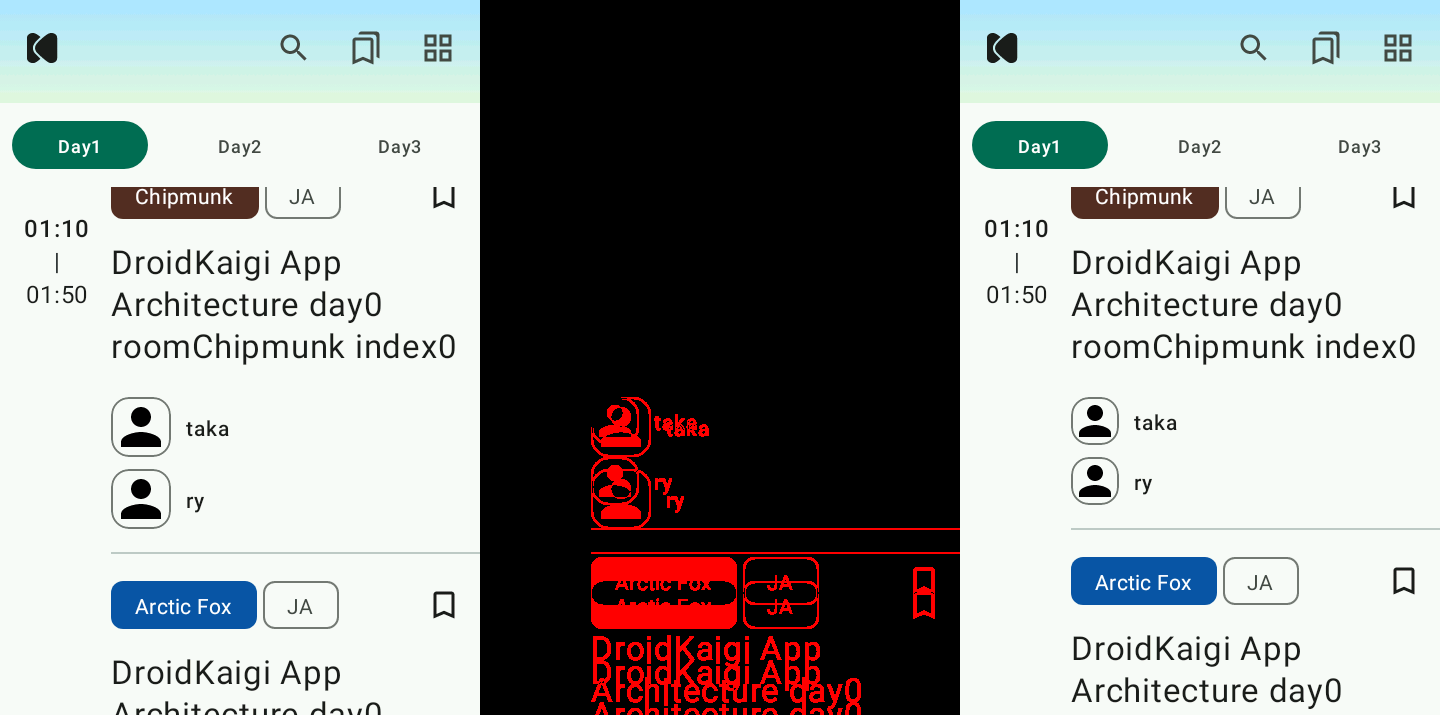 Day1 Day2 Day3
Chipmunk JA
01:10
|
01:50
DroidKaigi App
Architecture day0
roomChipmunk index0
taka
ry
Arctic Fox JA
DroidKaigi App
Architecture day0
taka
taka
ry
ry
Arctic Fox JA
Arctic Fox JA
DroidKaigi App
DroidKaigi App
Architecture day0
Architecture day0
Day1 Day2 Day3
Chipmunk JA
01:10
|
01:50
DroidKaigi App
Architecture day0
roomChipmunk index0
taka
ry
Arctic Fox JA
DroidKaigi App
Architecture day0